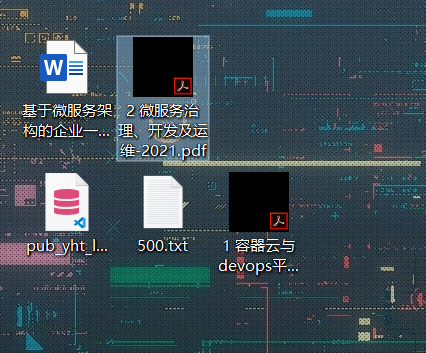 W
基于微服务架
构的企业一...
2 微服务治
理、开发及运
维-2021.pdf
pub_yht_l...
500.txt
1 容器云与
devops平...